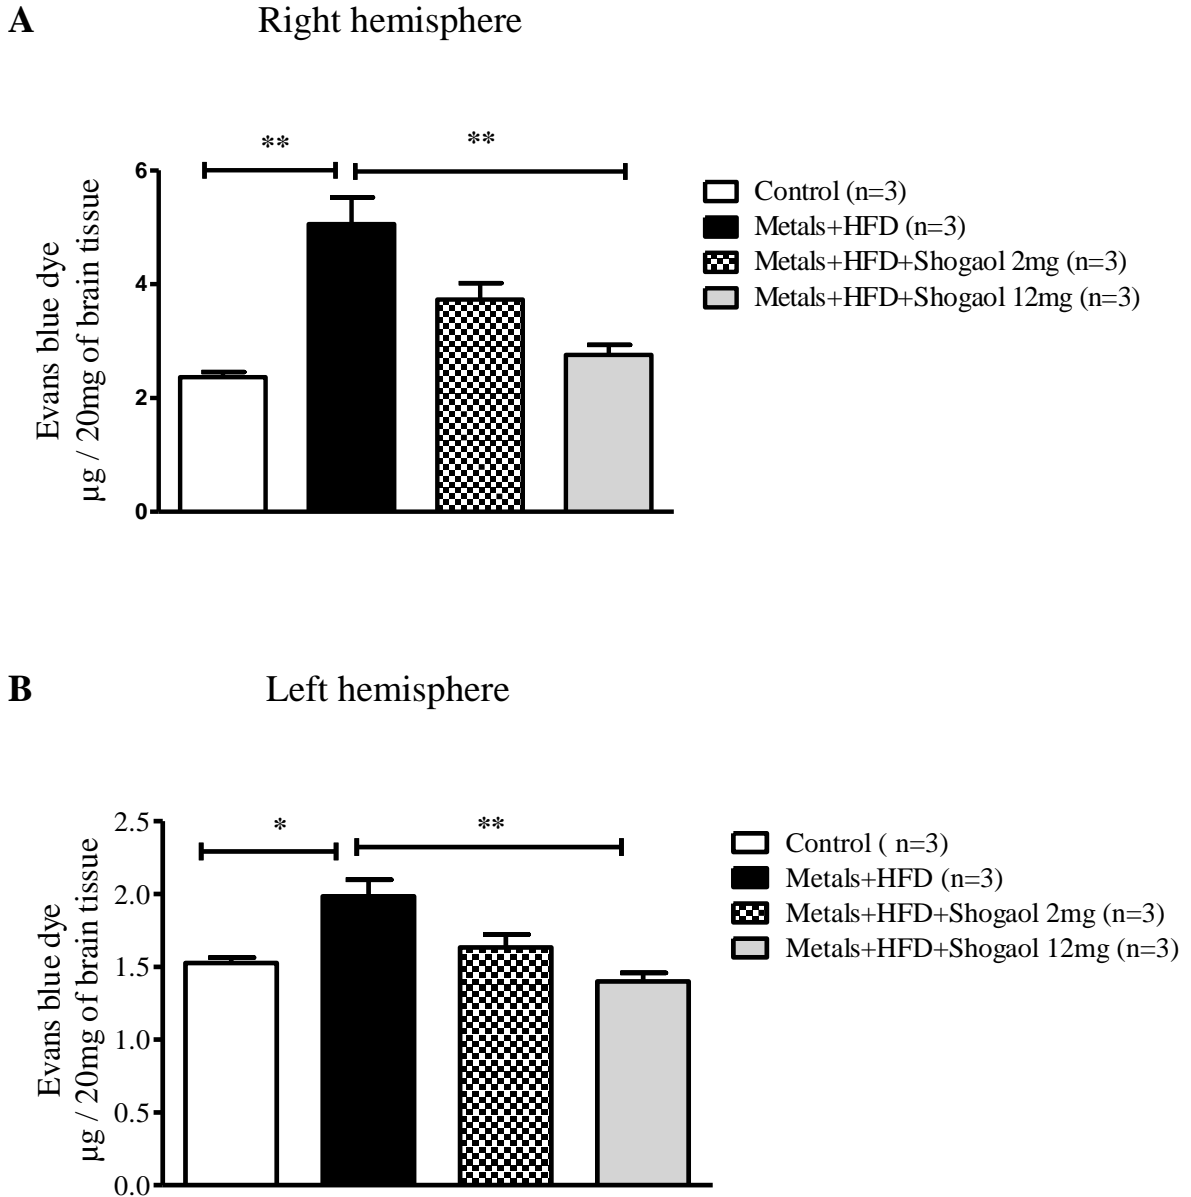 A
Right hemisphere
**
**
6
4
2
0
Evans blue dye
µg / 20mg of brain tissue
Control (n=3)
Metals+HFD (n=3)
Metals+HFD+Shogaol 2mg (n=3)
Metals+HFD+Shogaol 12mg (n=3)
B
Left hemisphere
*
**
2.5
2.0
1.5
1.0
0.5
0.0
Evans blue dye
µg / 20mg of brain tissue
Control ( n=3)
Metals+HFD (n=3)
Metals+HFD+Shogaol 2mg (n=3)
Metals+HFD+Shogaol 12mg (n=3)